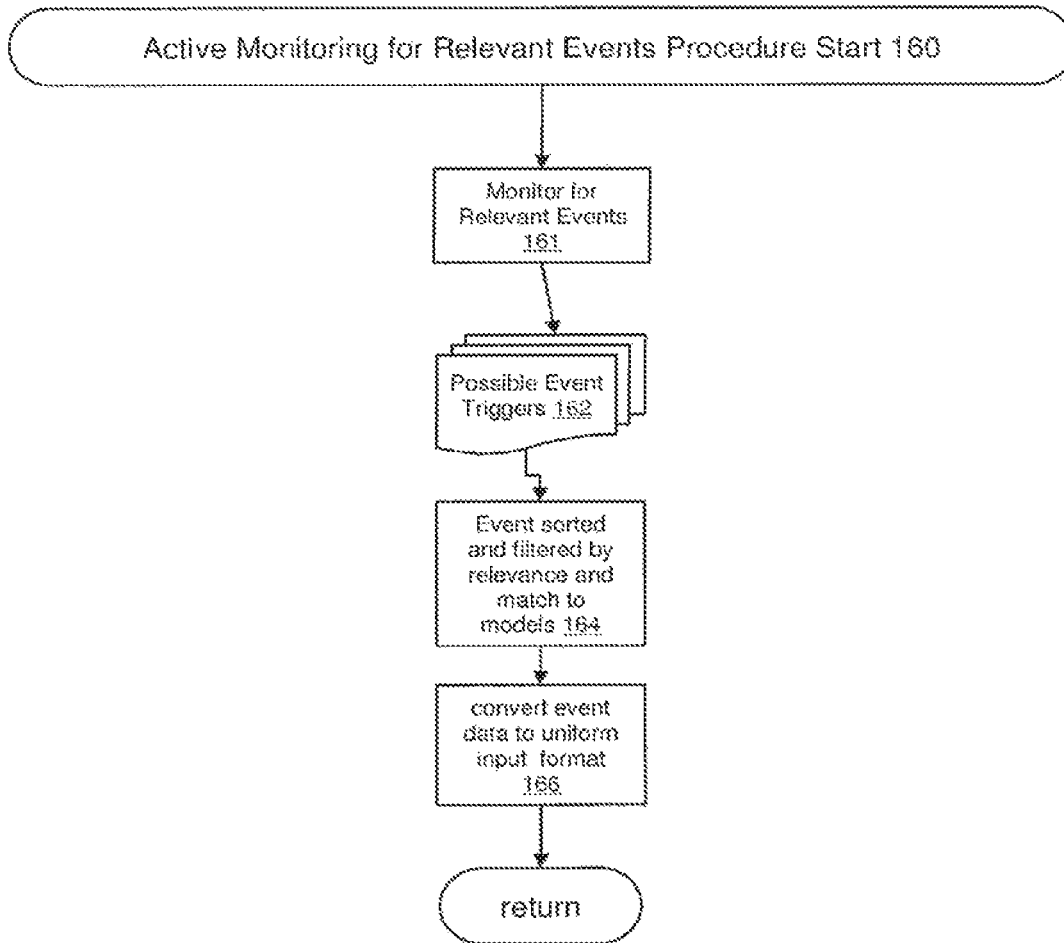 Active Monitoring for Relevant Events Procedure Start 160
Monitor for
Relevant Events
161
Possible Event
Triggers 162
Event sorted
and filtered by
relevance and
match to
models 164
convert event
data to uniform
input format
166
return